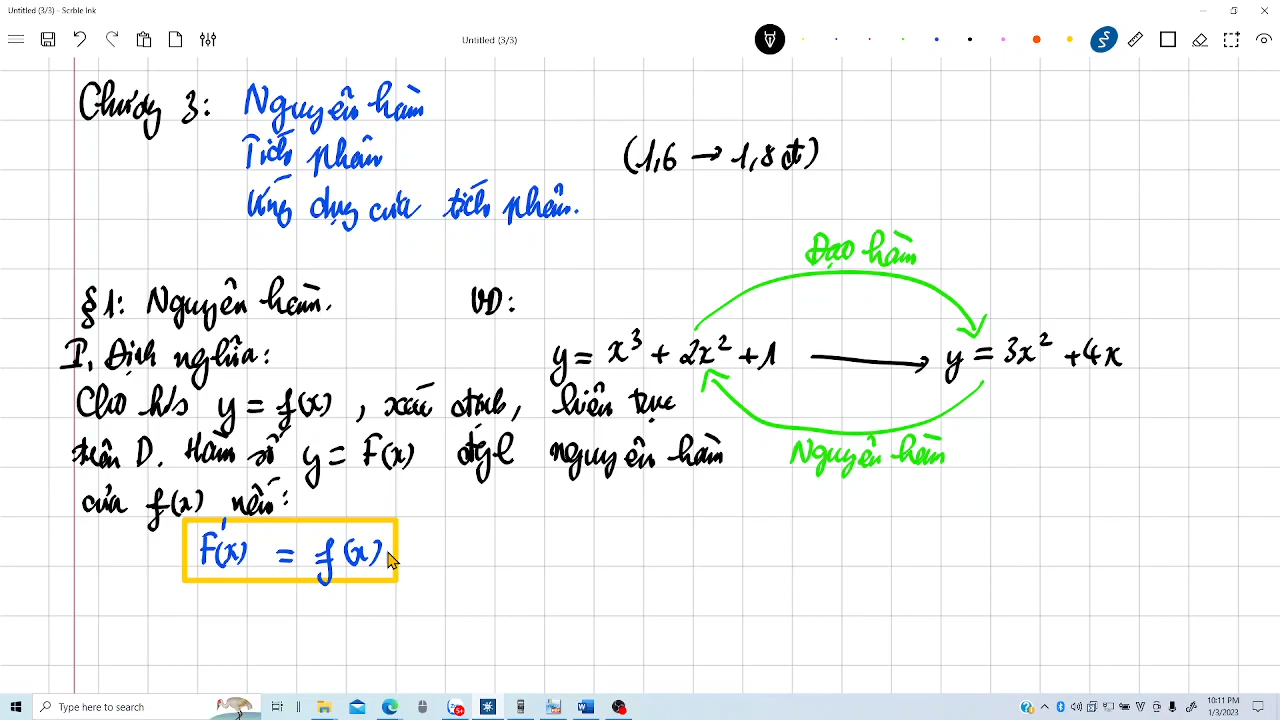 Untitled (3/3) - Scrble Ink
Untitled (3/3)
Chương 3: Nguyên hàm
Tích phân
Ứng dụng của tích phân.
(1,6 → 1,8đ)
Đạo hàm
§1: Nguyên hàm. VD:
y = x³ + 2x² + 1 → y = 3x² + 4x
Nguyên hàm
I, Định nghĩa:
Cho h/s y = f(x), xác định, liên tục
trên D. Hàm số y = F(x) đgl nguyên hàm
của f(x) nếu:
F'(x) = f(x)
Type here to search
10:11 PM
1/3/2023